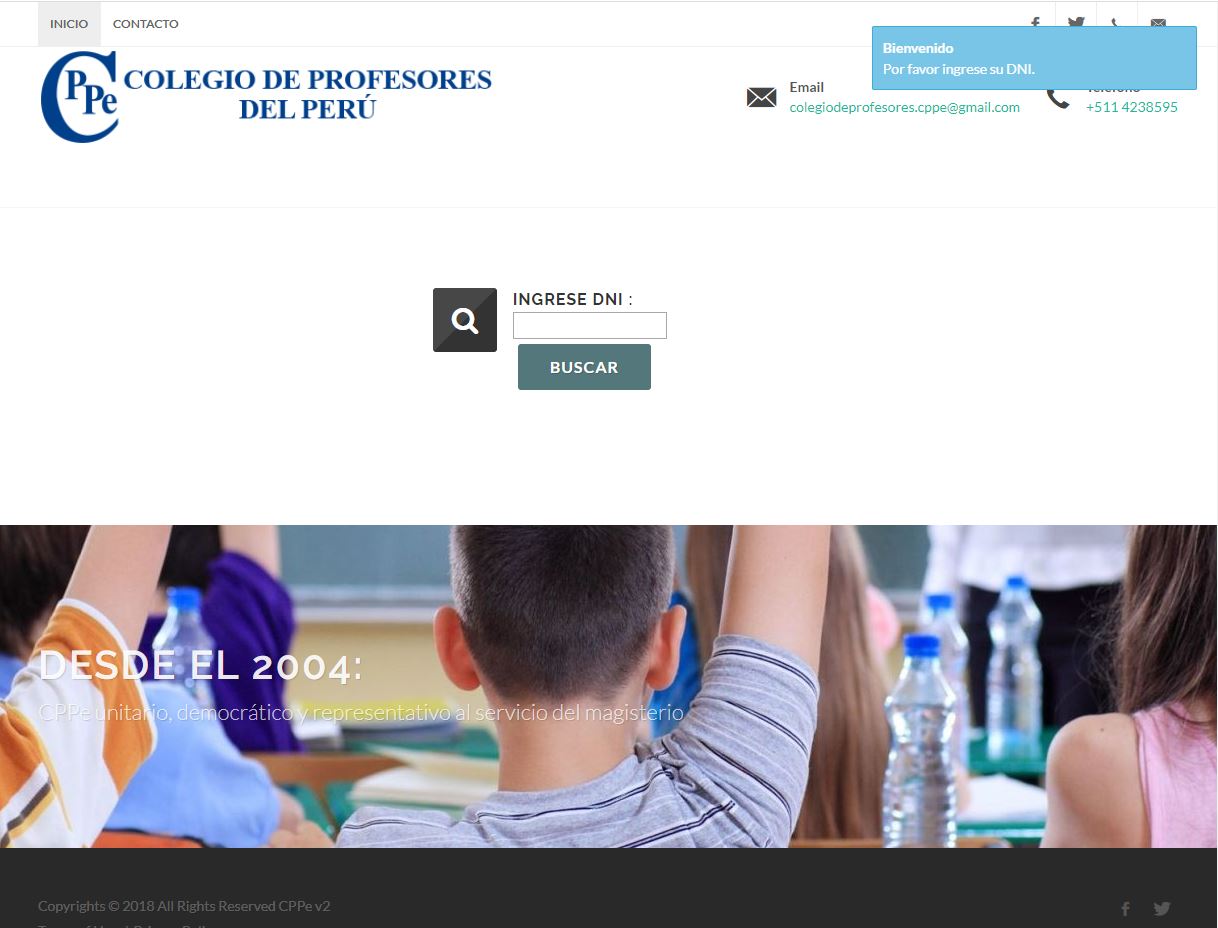 INICIO CONTACTO
Bienvenido
Por favor ingrese su DNI.
CPPe COLEGIO DE PROFESORES
DEL PERÚ
Email
colegiodeprofesores.cppe@gmail.com
+511 4238595
INGRESE DNI :
BUSCAR
DESDE EL 2004:
CPPe unitario, democrático y representativo al servicio del magisterio
Copyrights © 2018 All Rights Reserved CPPe v2